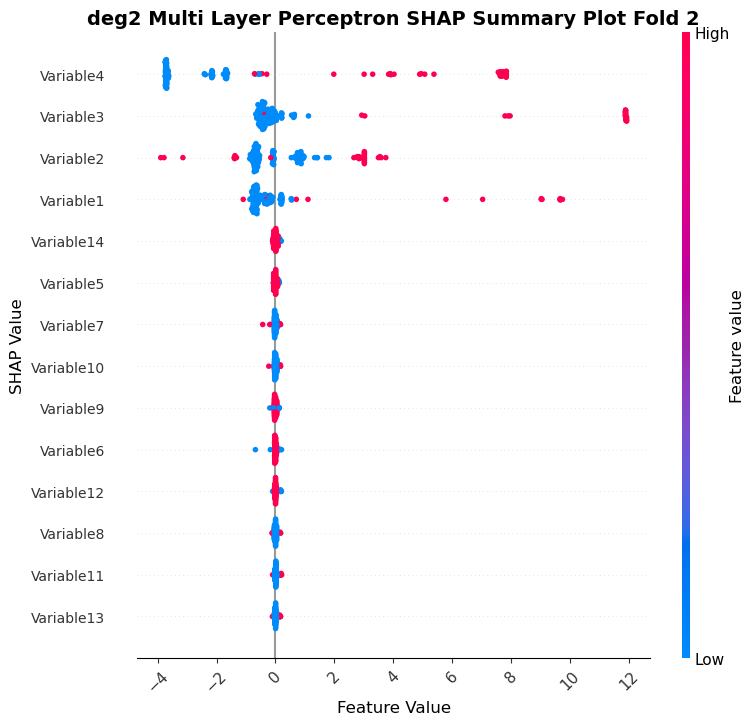 deg2 Multi Layer Perceptron SHAP Summary Plot Fold 2
High
Variable4
Variable3
Variable2
Variable1
Variable14
Variable5
Variable7
Variable10
Variable9
Variable6
Variable12
Variable8
Variable11
Variable13
SHAP Value
Feature value
Low
−4
−2
0
2
4
6
8
10
12
Feature Value